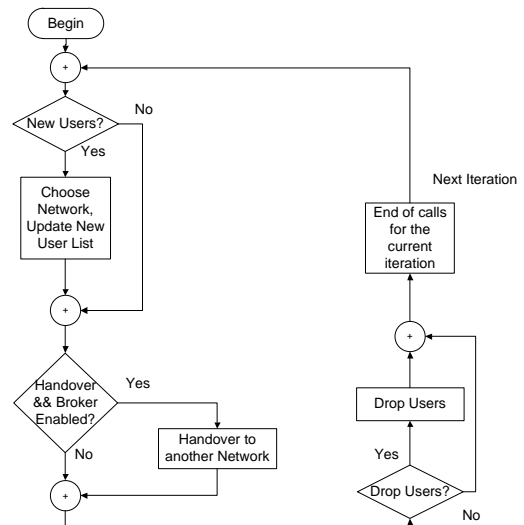 Begin
+
No
New Users?
Yes
Choose
Network,
Update New
User List
+
Handover
&& Broker
Enabled?
Yes
Handover to
another Network
No
+
Next Iteration
End of calls
for the
current
iteration
+
Drop Users
Yes
Drop Users?
No